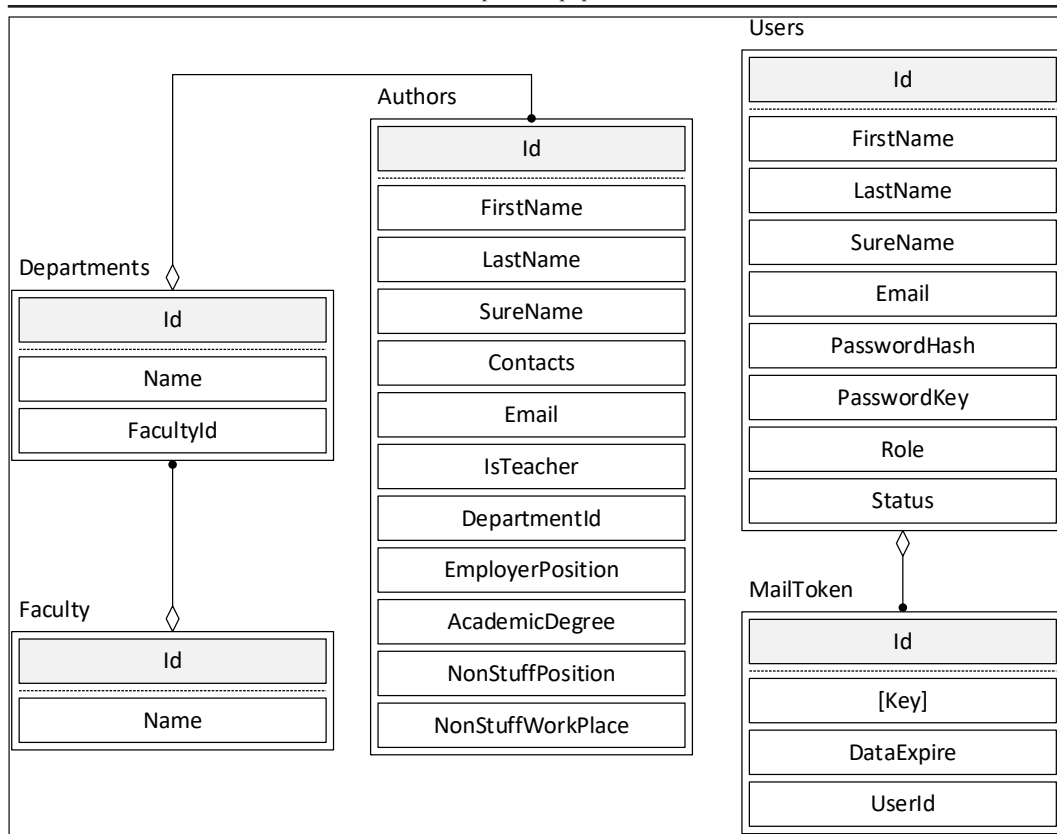 Departments
Id
Name
FacultyId
Faculty
Id
Name
Authors
Id
FirstName
LastName
SureName
Contacts
Email
IsTeacher
DepartmentId
EmployerPosition
AcademicDegree
NonStuffPosition
NonStuffWorkPlace
Users
Id
FirstName
LastName
SureName
Email
PasswordHash
PasswordKey
Role
Status
MailToken
Id
[Key]
DataExpire
UserId